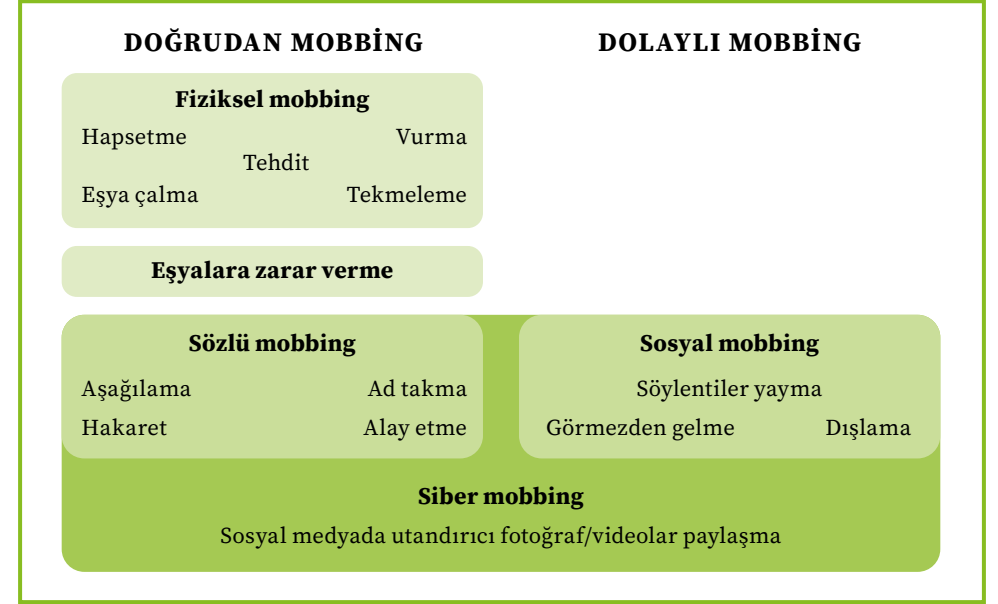 DOĞRUDAN MOBBİNG
DOLAYLI MOBBİNG
Fiziksel mobbing
Hapsetme Vurma
Tehdit
Eşya çalma Tekmeleme
Eşyalara zarar verme
Sözlü mobbing
Aşağılama Ad takma
Hakaret Alay etme
Sosyal mobbing
Söylentiler yayma
Görmezden gelme Dışlama
Siber mobbing
Sosyal medyada utandırıcı fotoğraf/videolar paylaşma